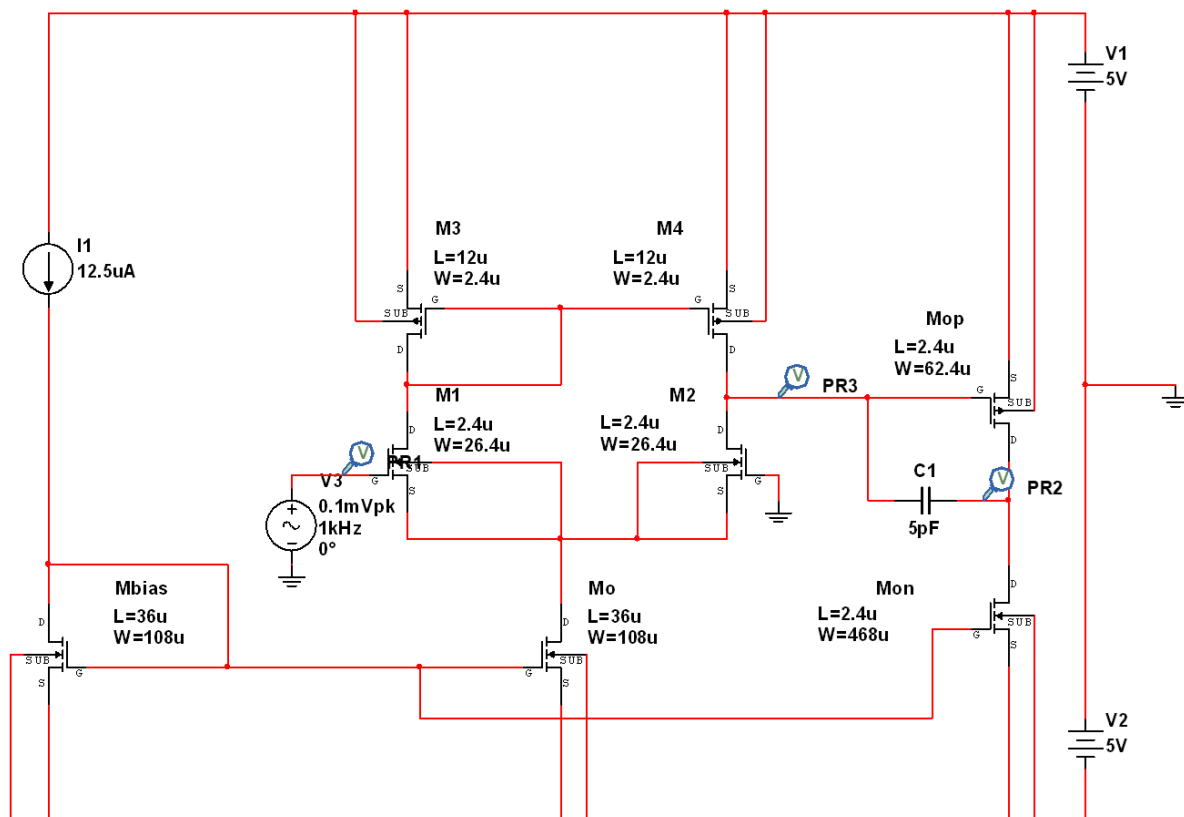 V1
5V
I1
12.5uA
M3
L=12u
W=2.4u
S
G
SUB
D
M4
L=12u
W=2.4u
S
G
SUB
D
Mop
L=2.4u
W=62.4u
S
G
SUB
D
M1
L=2.4u
W=26.4u
D
SUB
G
S
M2
L=2.4u
W=26.4u
D
SUB
G
S
V
PR3
V
PR1
V3
0.1mVpk
1kHz
0°
C1
5pF
V
PR2
Mbias
L=36u
W=108u
D
SUB
G
S
Mo
L=36u
W=108u
D
SUB
G
S
Mon
L=2.4u
W=468u
D
SUB
G
S
V2
5V